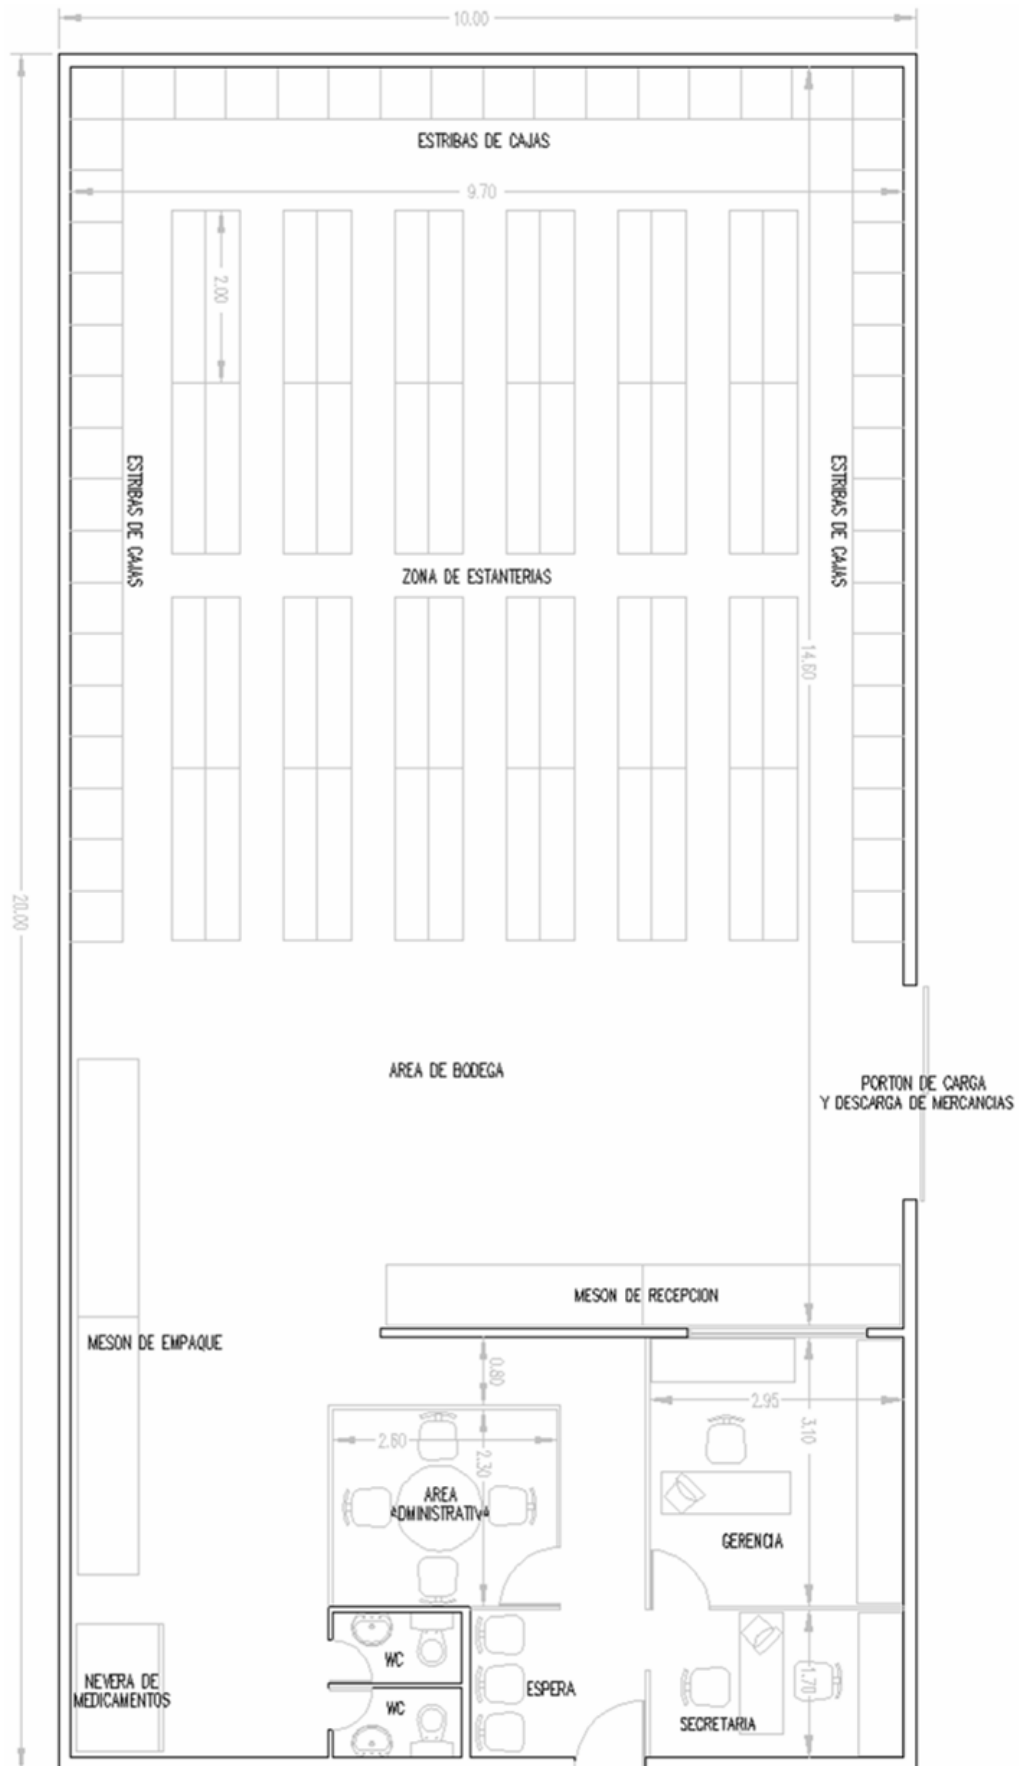 10.00
ESTRIBAS DE CAJAS
9.70
2.00
ESTRIBAS DE CAJAS
ESTRIBAS DE CAJAS
ZONA DE ESTANTERIAS
14.60
20.00
AREA DE BODEGA
PORTON DE CARGA
Y DESCARGA DE MERCANCIAS
MESON DE RECEPCION
MESON DE EMPAQUE
0.80
2.95
3.10
2.60
2.30
AREA
ADMINISTRATIVA
GERENCIA
WC
NEVERA DE
MEDICAMENTOS
ESPERA
1.70
WC
SECRETARIA